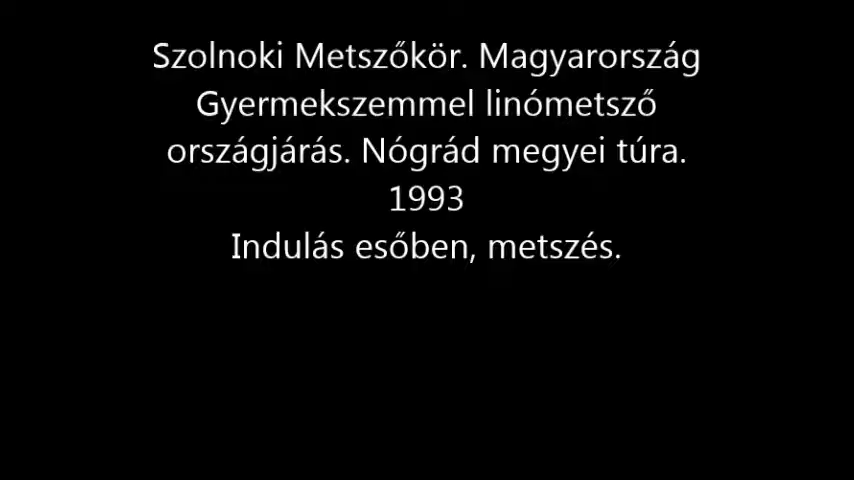 Szolnoki Metszőkör. Magyarország
Gyermekszemmel linómetsző
országjárás. Nógrád megyei túra.
1993
Indulás esőben, metszés.